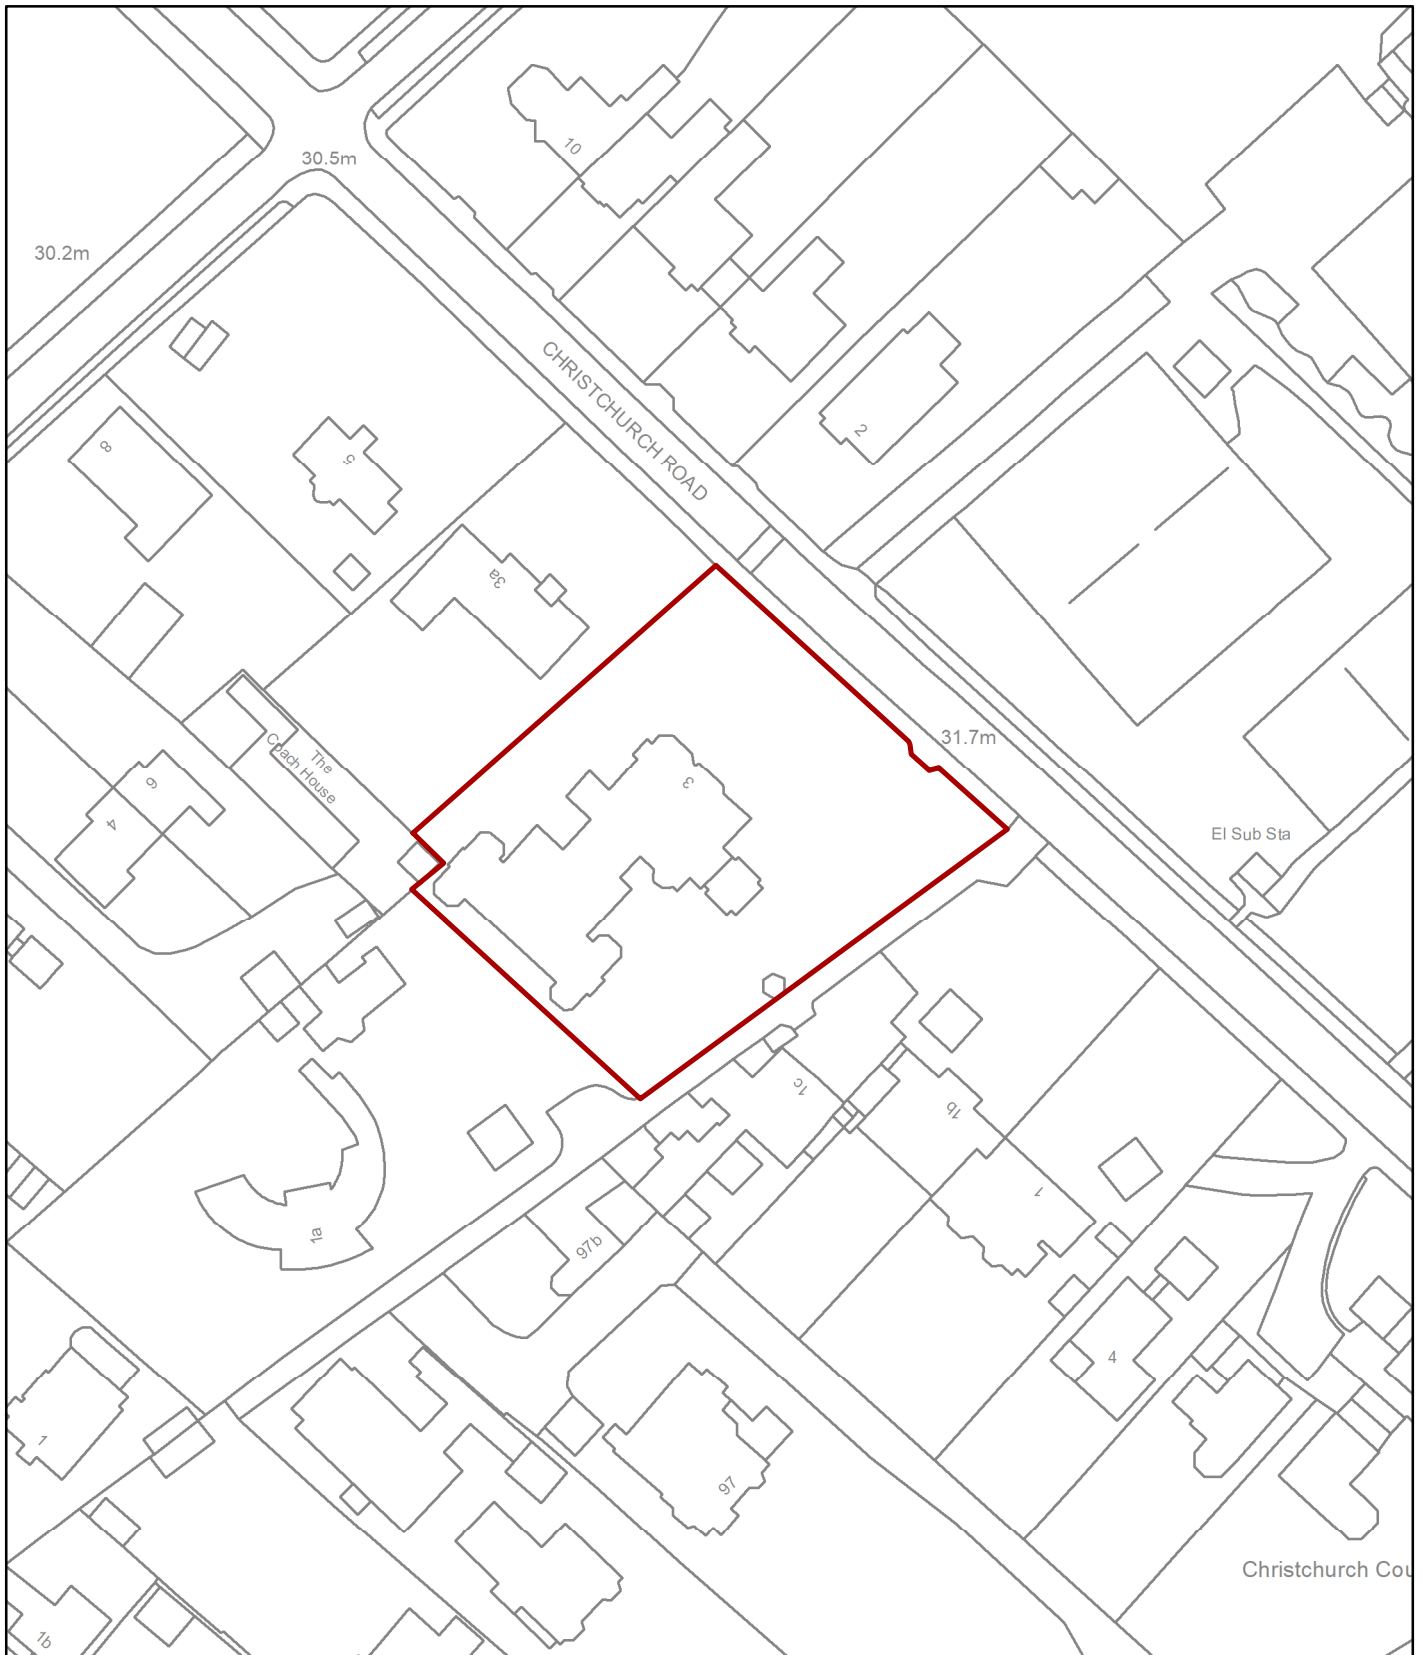 10
30.5m
30.2m
CHRISTCHURCH ROAD
2
8
5
3a
31.7m
The
Coach House
3
6
4
El Sub Sta
1c
1b
1
1a
97b
4
1
97
Christchurch Cou
1b